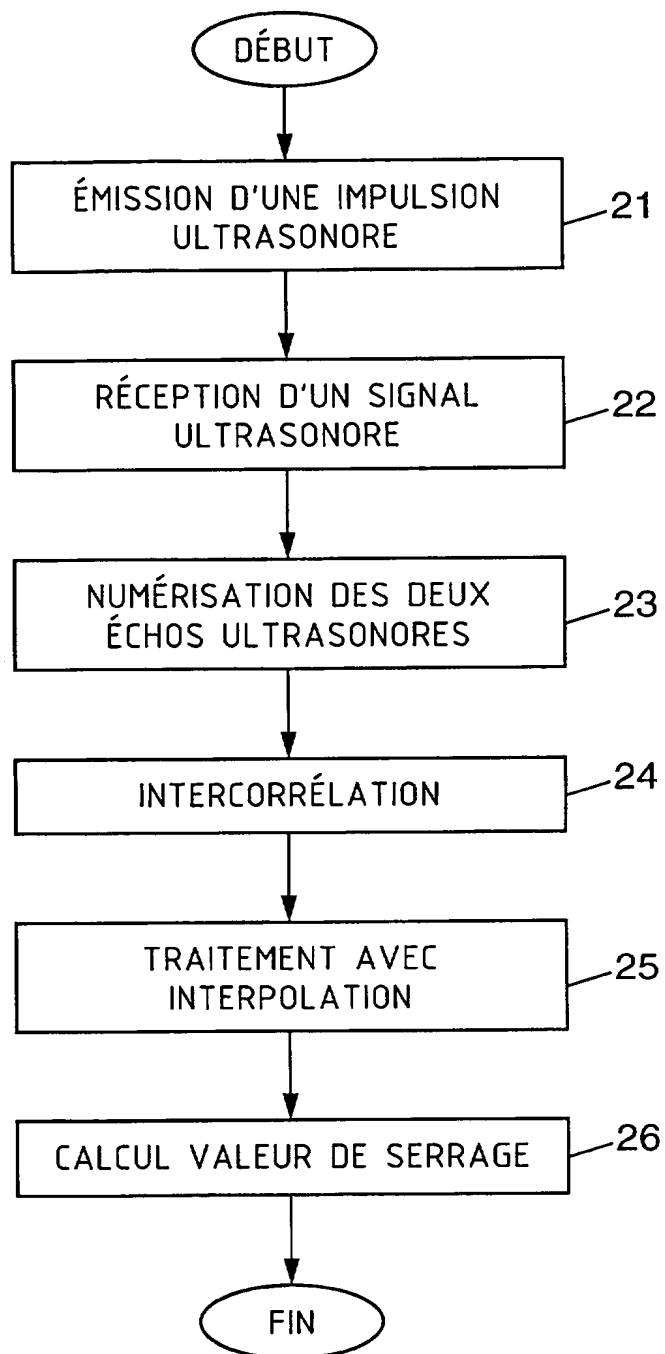 DÉBUT
ÉMISSION D'UNE IMPULSION
ULTRASONORE
21
RÉCEPTION D'UN SIGNAL
ULTRASONORE
22
NUMÉRISATION DES DEUX
ÉCHOS ULTRASONORES
23
INTERCORRÉLATION
24
TRAITEMENT AVEC
INTERPOLATION
25
CALCUL VALEUR DE SERRAGE
26
FIN